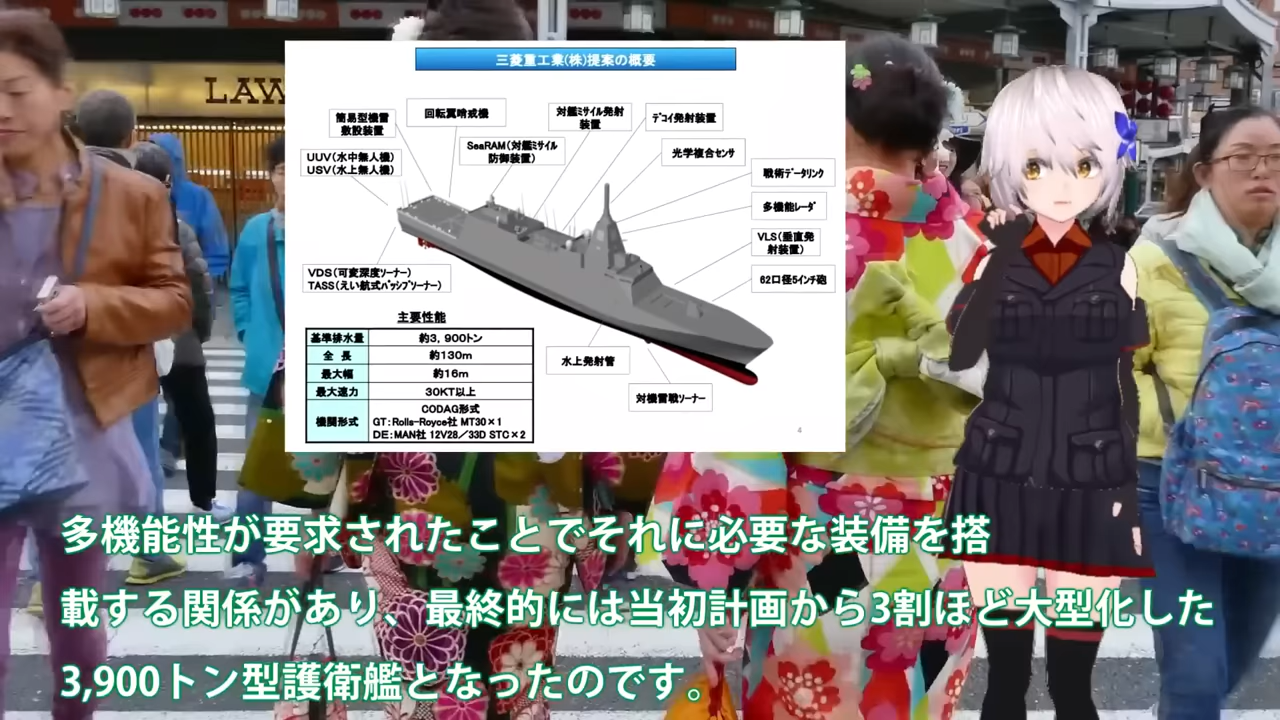 LAW
三菱重工業(株)提案の概要
簡易型機雷
敷設装置
回転翼哨戒機
対艦ﾐｻｲﾙ発射
装置
ﾃﾞｺｲ発射装置
UUV(水中無人機)
USV(水上無人機)
SeaRAM(対艦ﾐｻｲﾙ
防御装置)
光学複合センサ
戦術ﾃﾞｰﾀﾘﾝｸ
多機能ﾚｰﾀﾞ
VLS(垂直発
射装置)
62口径5ｲﾝﾁ砲
VDS(可変深度ｿｰﾅｰ)
TASS(えい航式ﾊﾟｯｼﾌﾞｿｰﾅｰ)
水上発射管
対機雷戦ｿｰﾅｰ
主要性能
基準排水量 約3,900トン
全 長 約130m
最大幅 約16m
最大速力 30KT以上
機関形式 CODAG形式
GT:Rolls-Royce社 MT30×1
DE:MAN社 12V28/33D STC×2
4
多機能性が要求されたことでそれに必要な装備を搭
載する関係があり、最終的には当初計画から3割ほど大型化した
3,900トン型護衛艦となったのです。